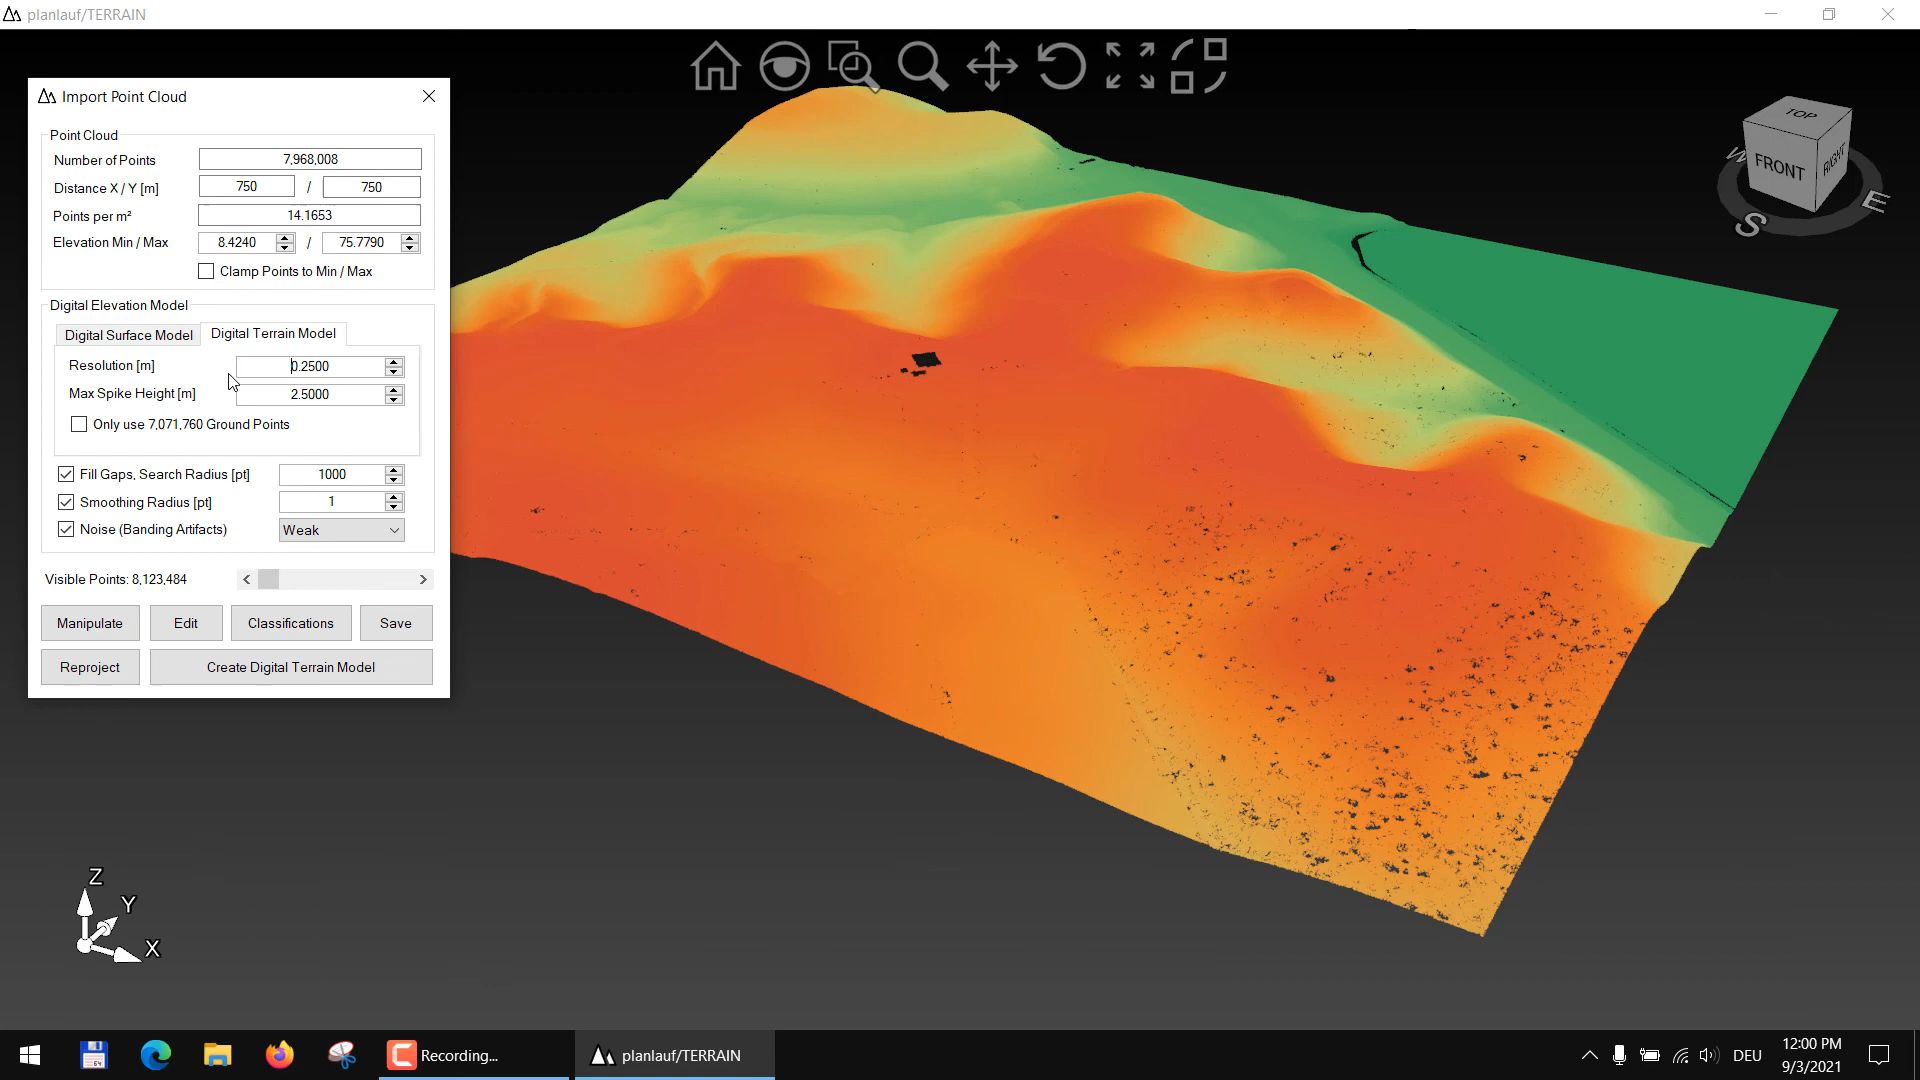 planlauf/TERRAIN
Import Point Cloud
Point Cloud
Number of Points 7,968,008
Distance X / Y [m] 750 / 750
Points per m² 14.1653
Elevation Min / Max 8.4240 / 75.7790
Clamp Points to Min / Max
Digital Elevation Model
Digital Surface Model Digital Terrain Model
Resolution [m] 0.2500
Max Spike Height [m] 2.5000
Only use 7,071,760 Ground Points
Fill Gaps, Search Radius [pt] 1000
Smoothing Radius [pt] 1
Noise (Banding Artifacts) Weak
Visible Points: 8,123,484
Manipulate Edit Classifications Save
Reproject Create Digital Terrain Model
TOP
FRONT RIGHT
W
E
S
Z
Y
X
64
Recording...
planlauf/TERRAIN
DEU
12:00 PM
9/3/2021